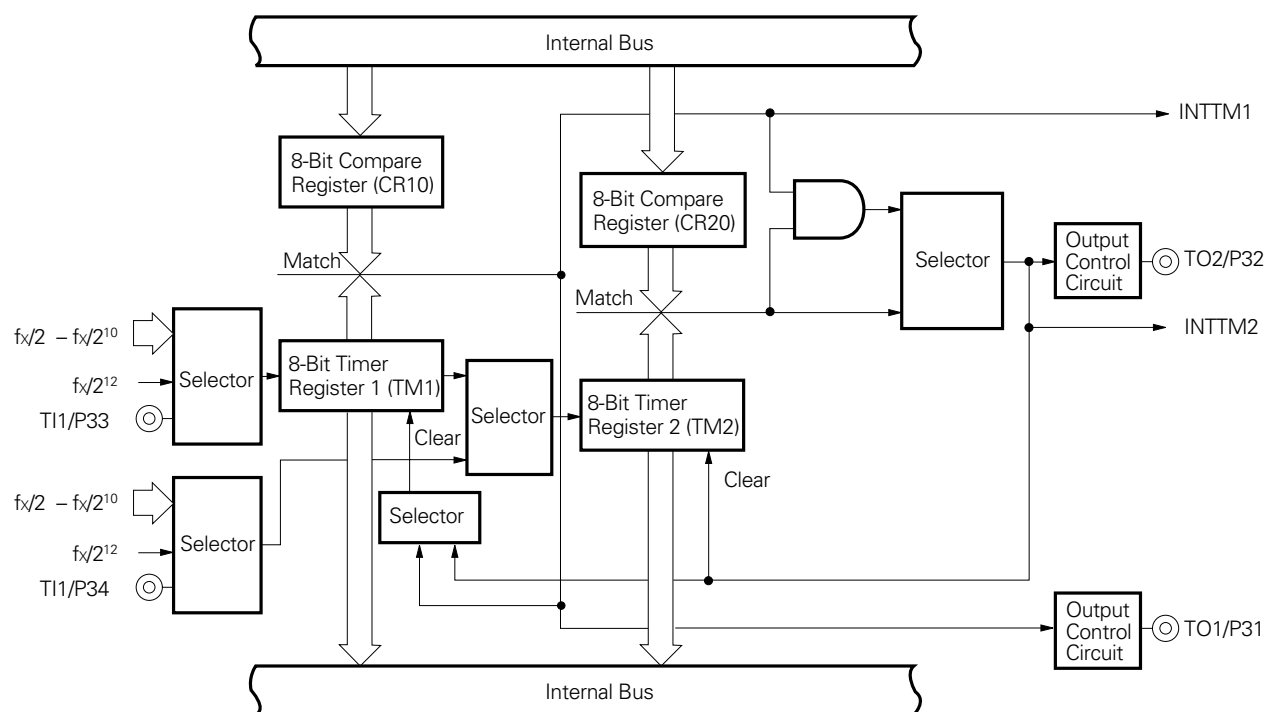 Internal Bus
INTTM1
8-Bit Compare
Register (CR10)
8-Bit Compare
Register (CR20)
Selector
Output
Control
Circuit
TO2/P32
Match
Match
INTTM2
fX/2 – fX/2¹⁰
fX/2¹²
TI1/P33
Selector
8-Bit Timer
Register 1 (TM1)
Selector
8-Bit Timer
Register 2 (TM2)
Clear
Clear
fX/2 – fX/2¹⁰
fX/2¹²
TI1/P34
Selector
Selector
Output
Control
Circuit
TO1/P31
Internal Bus